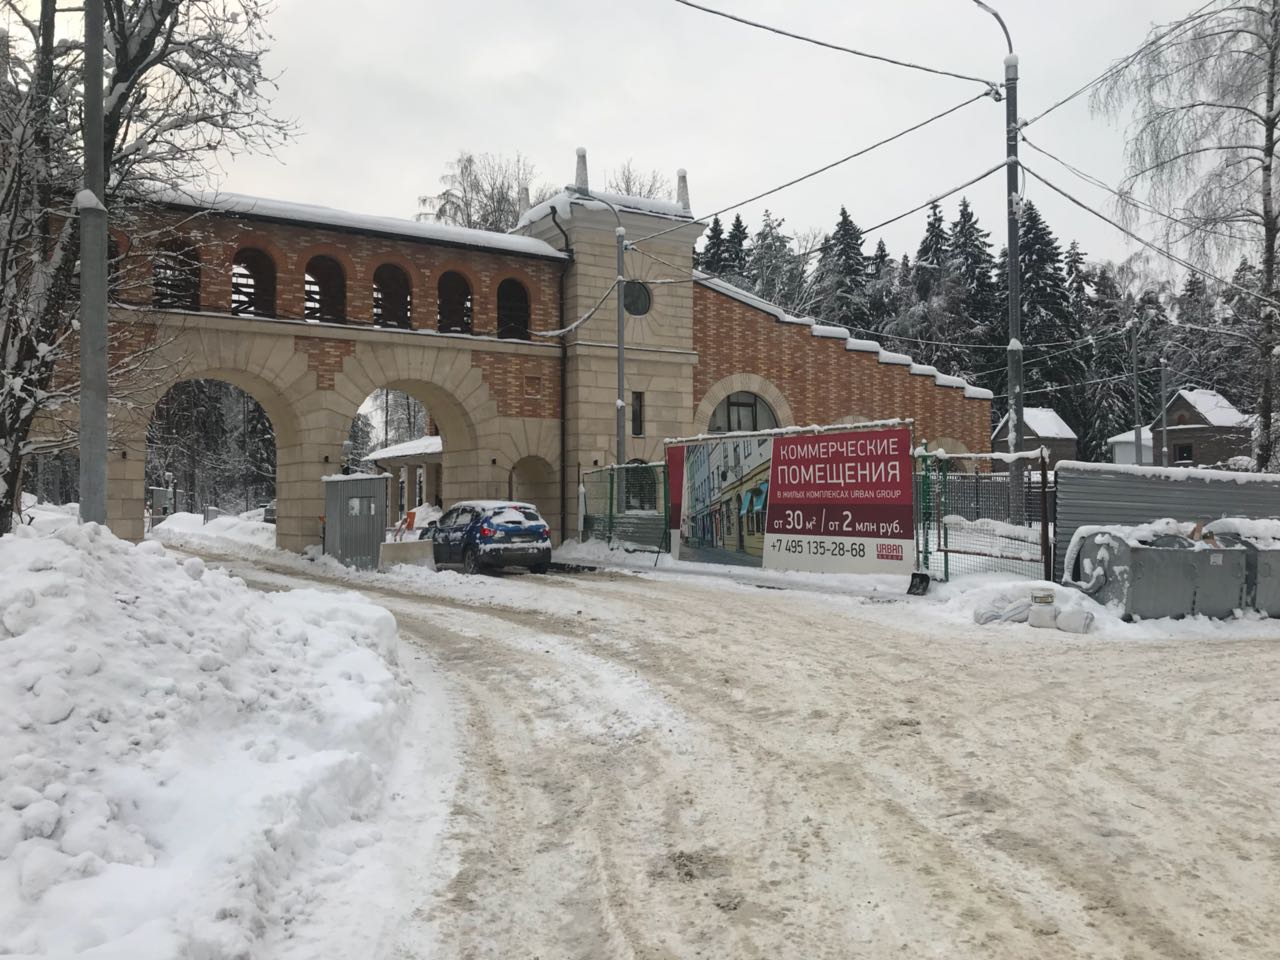 КОММЕРЧЕСКИЕ
ПОМЕЩЕНИЯ
В ЖИЛЫХ КОМПЛЕКСАХ URBAN GROUP
от 30 м² / от 2 млн руб.
+7 495 135-28-68
URBAN
GROUP